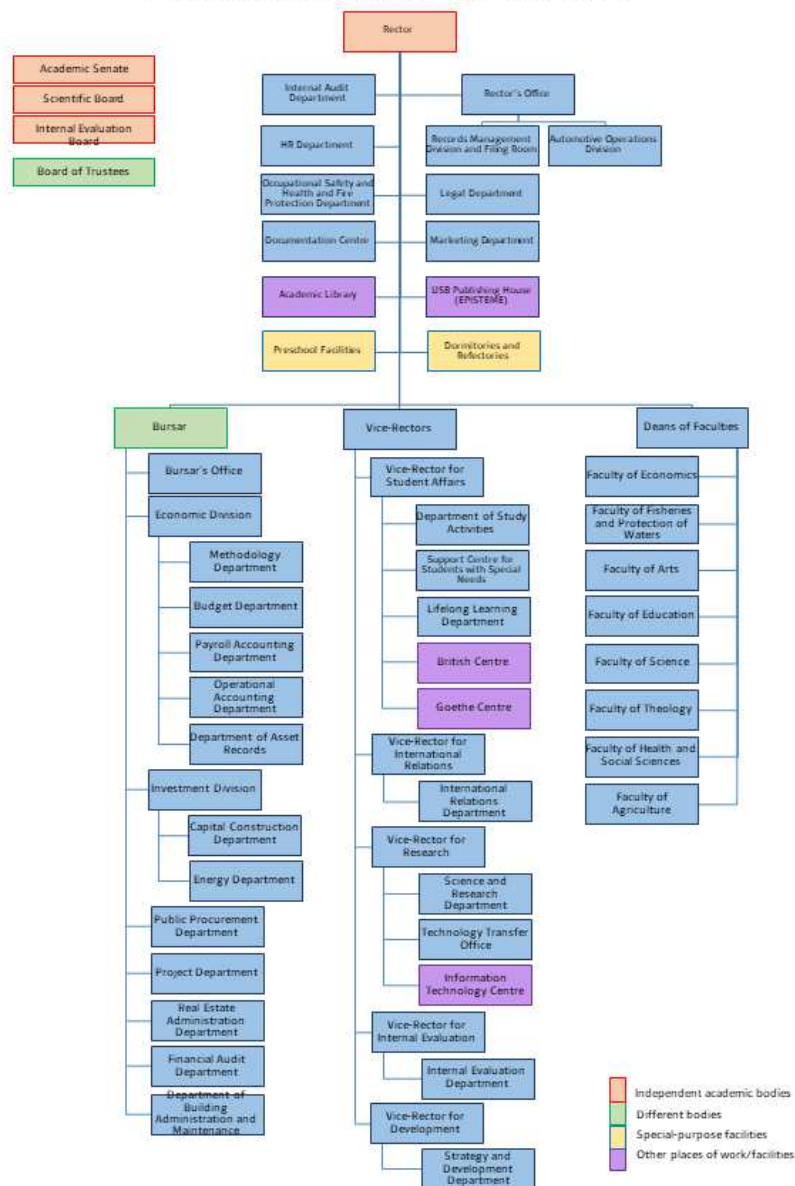 Rector
Academic Senate
Scientific Board
Internal Evaluation
Board
Board of Trustees
Internal Audit
Department
Rector's Office
HR Department
Records Management
Division and Filing Room
Automotive Operations
Division
Occupational Safety and
Health and Fire
Protection Department
Legal Department
Documentation Centre
Marketing Department
Academic Library
USB Publishing House
(EPISTEME)
Preschool Facilities
Dormitories and
Refectories
Bursar
Bursar's Office
Economic Division
Methodology
Department
Budget Department
Payroll Accounting
Department
Operational
Accounting
Department
Department of Asset
Records
Investment Division
Capital Construction
Department
Energy Department
Public Procurement
Department
Project Department
Real Estate
Administration
Department
Financial Audit
Department
Department of
Building
Administration and
Maintenance
Vice-Rectors
Vice-Rector for
Student Affairs
Department of Study
Activities
Support Centre for
Students with Special
Needs
Lifelong Learning
Department
British Centre
Goethe Centre
Vice-Rector for
International
Relations
International
Relations
Department
Vice-Rector for
Research
Science and
Research
Department
Technology Transfer
Office
Information
Technology Centre
Vice-Rector for
Internal Evaluation
Internal Evaluation
Department
Vice-Rector for
Development
Strategy and
Development
Department
Deans of Faculties
Faculty of Economics
Faculty of Fisheries
and Protection of
Waters
Faculty of Arts
Faculty of Education
Faculty of Science
Faculty of Theology
Faculty of Health and
Social Sciences
Faculty of
Agriculture
Independent academic bodies
Different bodies
Special-purpose facilities
Other places of work/facilities